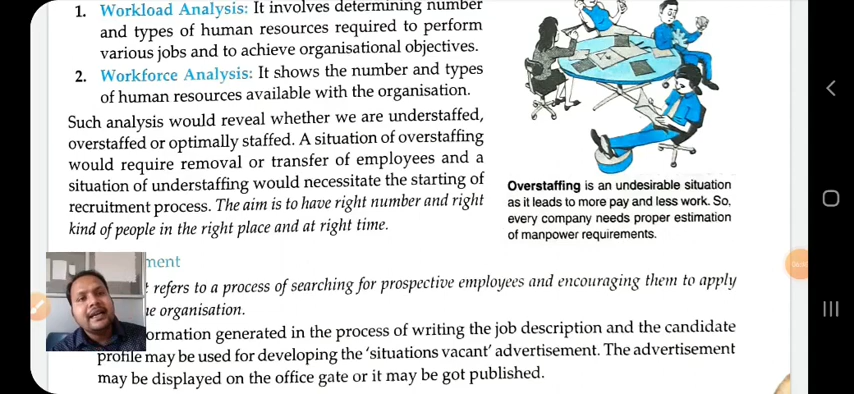 1. Workload Analysis: It involves determining number
and types of human resources required to perform
various jobs and to achieve organisational objectives.
2. Workforce Analysis: It shows the number and types
of human resources available with the organisation.
Such analysis would reveal whether we are understaffed,
overstaffed or optimally staffed. A situation of overstaffing
would require removal or transfer of employees and a
situation of understaffing would necessitate the starting of
recruitment process. The aim is to have right number and right
kind of people in the right place and at right time.
Overstaffing is an undesirable situation
as it leads to more pay and less work. So,
every company needs proper estimation
of manpower requirements.
ment
refers to a process of searching for prospective employees and encouraging them to apply
organisation.
ormation generated in the process of writing the job description and the candidate
profile may be used for developing the 'situations vacant' advertisement. The advertisement
may be displayed on the office gate or it may be got published.